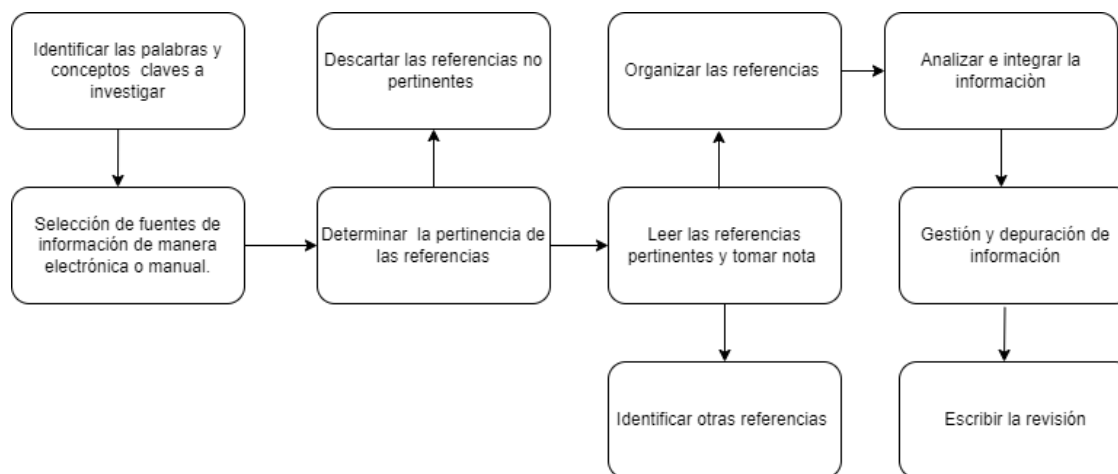 Identificar las palabras y
conceptos claves a
investigar
Descartar las referencias no
pertinentes
Organizar las referencias
Analizar e integrar la
informaciòn
Selección de fuentes de
información de manera
electrónica o manual.
Determinar la pertinencia de
las referencias
Leer las referencias
pertinentes y tomar nota
Gestión y depuración de
información
Identificar otras referencias
Escribir la revisión